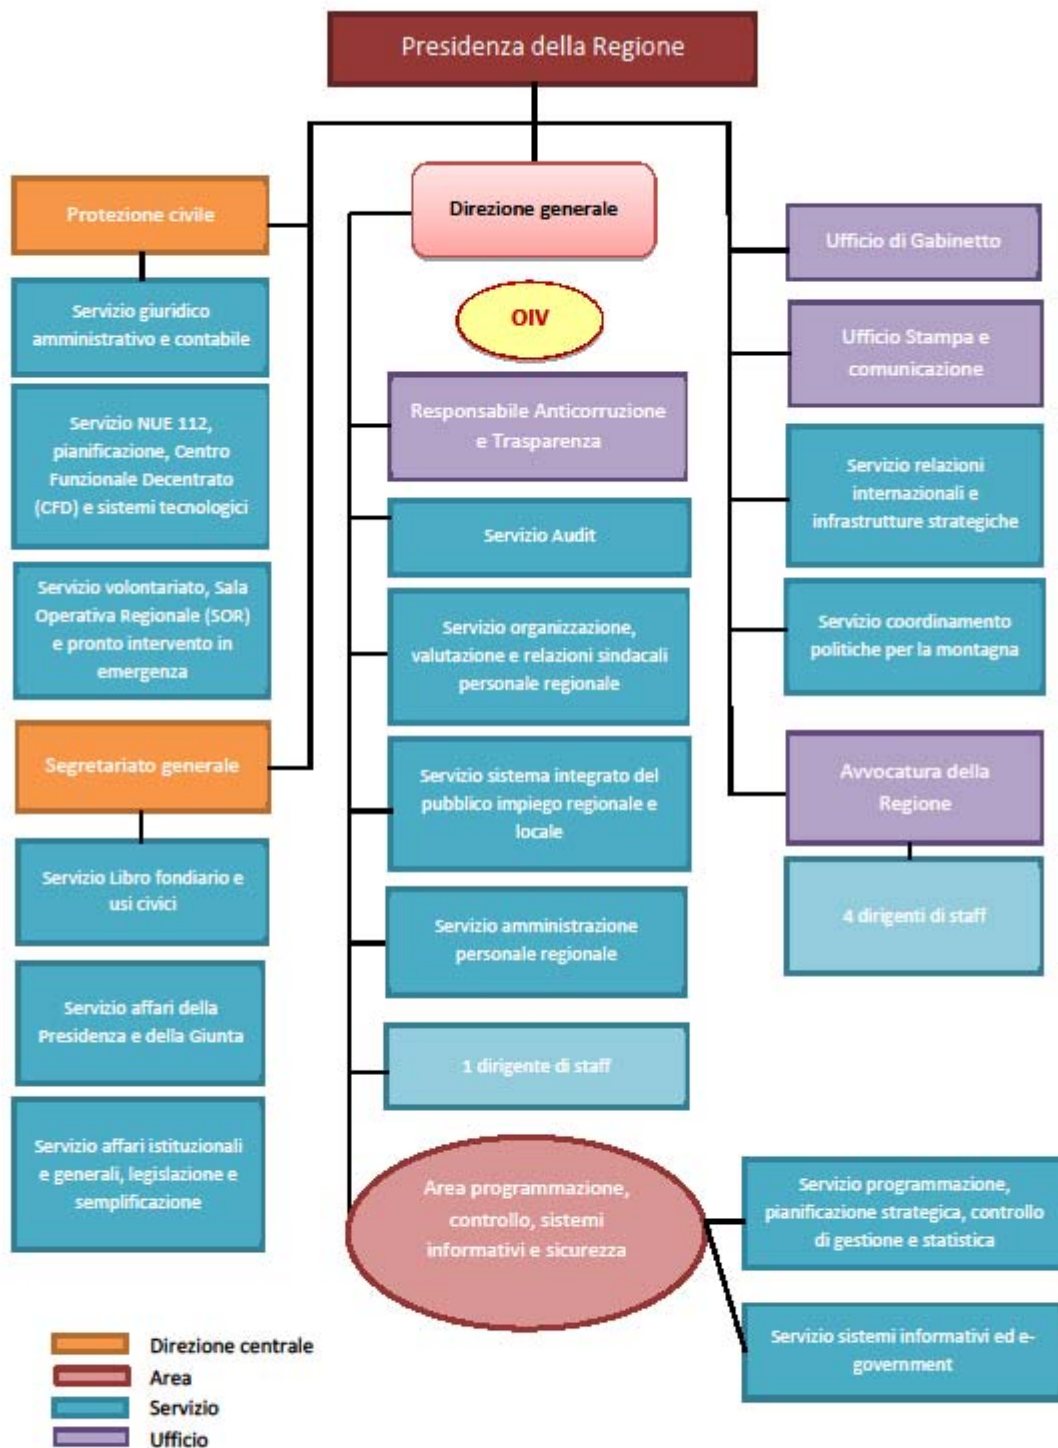 Presidenza della Regione
Protezione civile
Servizio giuridico
amministrativo e contabile
Servizio NUE 112,
pianificazione, Centro
Funzionale Decentrato
(CFD) e sistemi tecnologici
Servizio volontariato, Sala
Operativa Regionale (SOR)
e pronto intervento in
emergenza
Segretariato generale
Servizio Libro fondiario e
usi civici
Servizio affari della
Presidenza e della Giunta
Servizio affari istituzionali
e generali, legislazione e
semplificazione
Direzione generale
OIV
Responsabile Anticorruzione
e Trasparenza
Servizio Audit
Servizio organizzazione,
valutazione e relazioni sindacali
personale regionale
Servizio sistema integrato del
pubblico impiego regionale e
locale
Servizio amministrazione
personale regionale
1 dirigente di staff
Area programmazione,
controllo, sistemi
informativi e sicurezza
Ufficio di Gabinetto
Ufficio Stampa e
comunicazione
Servizio relazioni
internazionali e
infrastrutture strategiche
Servizio coordinamento
politiche per la montagna
Avvocatura della
Regione
4 dirigenti di staff
Servizio programmazione,
pianificazione strategica, controllo
di gestione e statistica
Servizio sistemi informativi ed e-
government
Direzione centrale
Area
Servizio
Ufficio